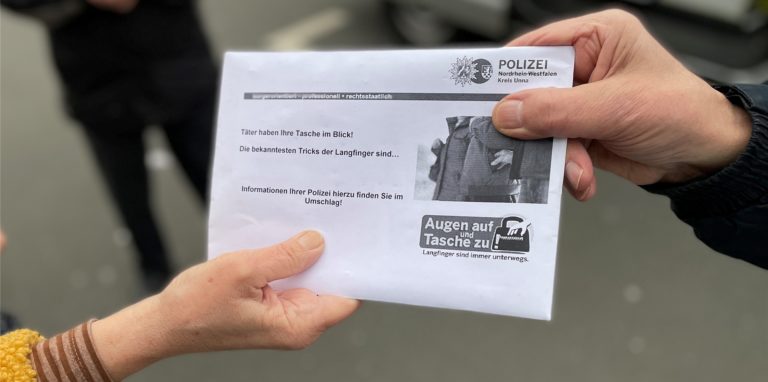 POLIZEI
Nordrhein-Westfalen
Kreis Unna
bürgerorientiert • professionell • rechtsstaatlich
Täter haben Ihre Tasche im Blick!
Die bekanntesten Tricks der Langfinger sind...
Informationen Ihrer Polizei hierzu finden Sie im
Umschlag!
Augen auf
und
Tasche zu
!
Langfinger sind immer unterwegs.